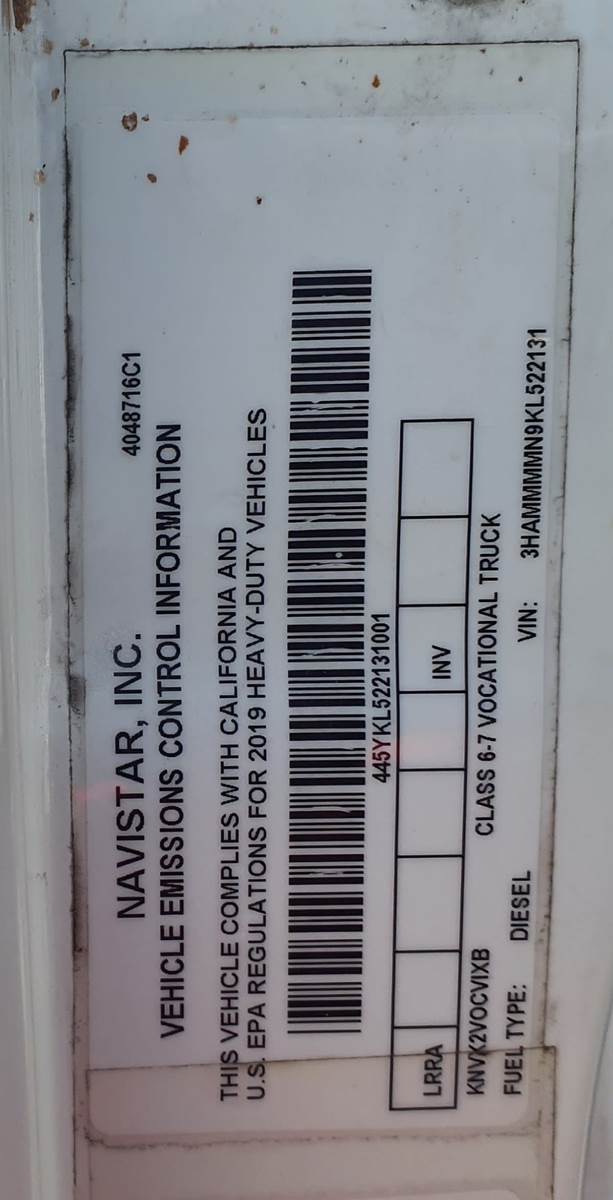 NAVISTAR, INC.
4048716C1
VEHICLE EMISSIONS CONTROL INFORMATION
THIS VEHICLE COMPLIES WITH CALIFORNIA AND
U.S. EPA REGULATIONS FOR 2019 HEAVY-DUTY VEHICLES
445YKL522131001
LRRA INV
KNVK2VOCVIXB CLASS 6-7 VOCATIONAL TRUCK
FUEL TYPE: DIESEL VIN: 3HAMMMMN9KL522131